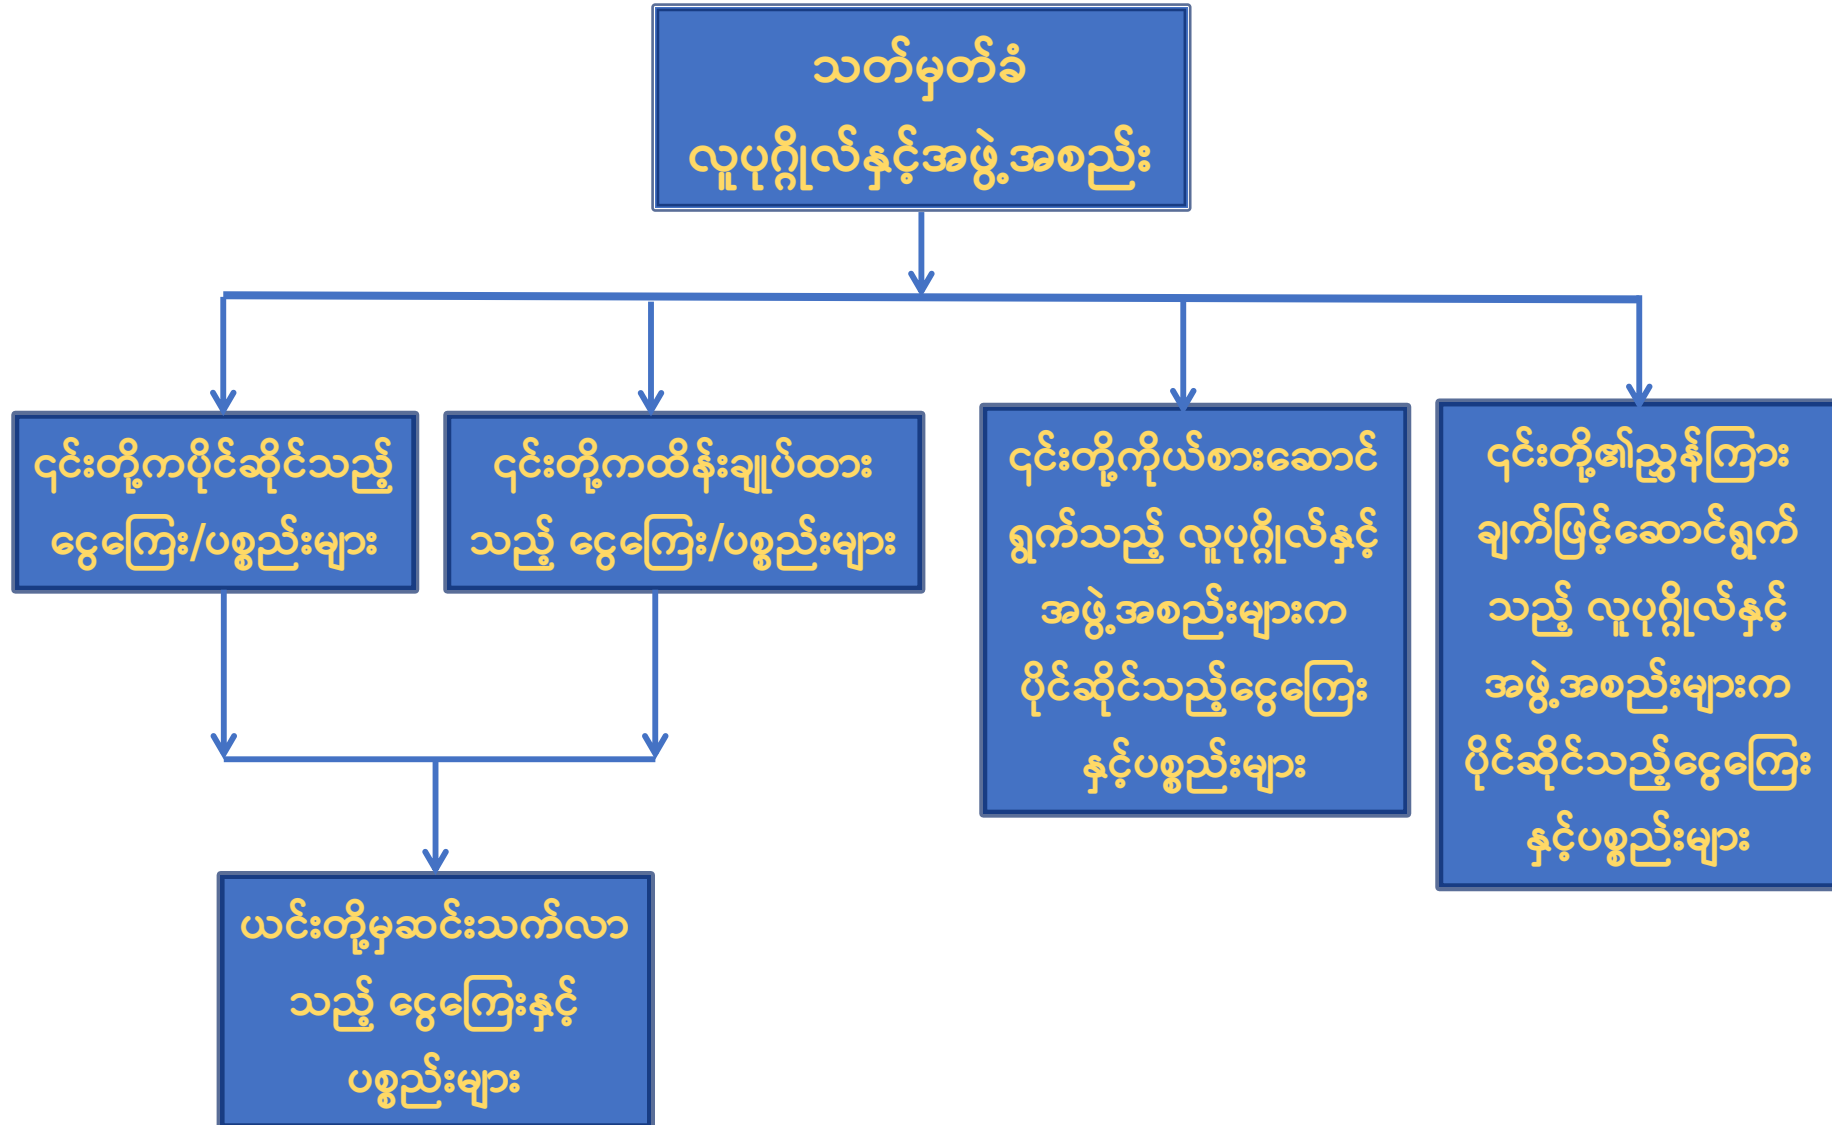 သတ်မှတ်ခံ
လူပုဂ္ဂိုလ်နှင့်အဖွဲ့အစည်း
၎င်းတို့ကပိုင်ဆိုင်သည့်
ငွေကြေး/ပစ္စည်းများ
၎င်းတို့ကထိန်းချုပ်ထား
သည့် ငွေကြေး/ပစ္စည်းများ
၎င်းတို့ကိုယ်စားဆောင်
ရွက်သည့် လူပုဂ္ဂိုလ်နှင့်
အဖွဲ့အစည်းများက
ပိုင်ဆိုင်သည့်ငွေကြေး
နှင့်ပစ္စည်းများ
၎င်းတို့၏ညွှန်ကြား
ချက်ဖြင့်ဆောင်ရွက်
သည့် လူပုဂ္ဂိုလ်နှင့်
အဖွဲ့အစည်းများက
ပိုင်ဆိုင်သည့်ငွေကြေး
နှင့်ပစ္စည်းများ
ယင်းတို့မှဆင်းသက်လာ
သည့် ငွေကြေးနှင့်
ပစ္စည်းများ